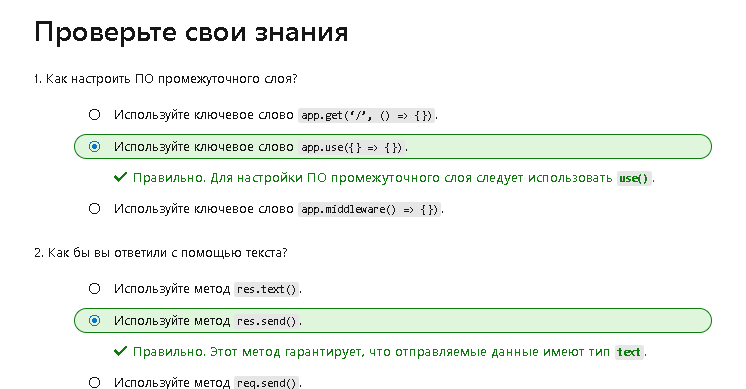 Проверьте свои знания
1. Как настроить ПО промежуточного слоя?
Используйте ключевое слово app.get(‘/’, () => {}).
Используйте ключевое слово app.use({} => {}).
Правильно. Для настройки ПО промежуточного слоя следует использовать use().
Используйте ключевое слово app.middleware() => {}).
2. Как бы вы ответили с помощью текста?
Используйте метод res.text().
Используйте метод res.send().
Правильно. Этот метод гарантирует, что отправляемые данные имеют тип text.
Используйте метод req.send().